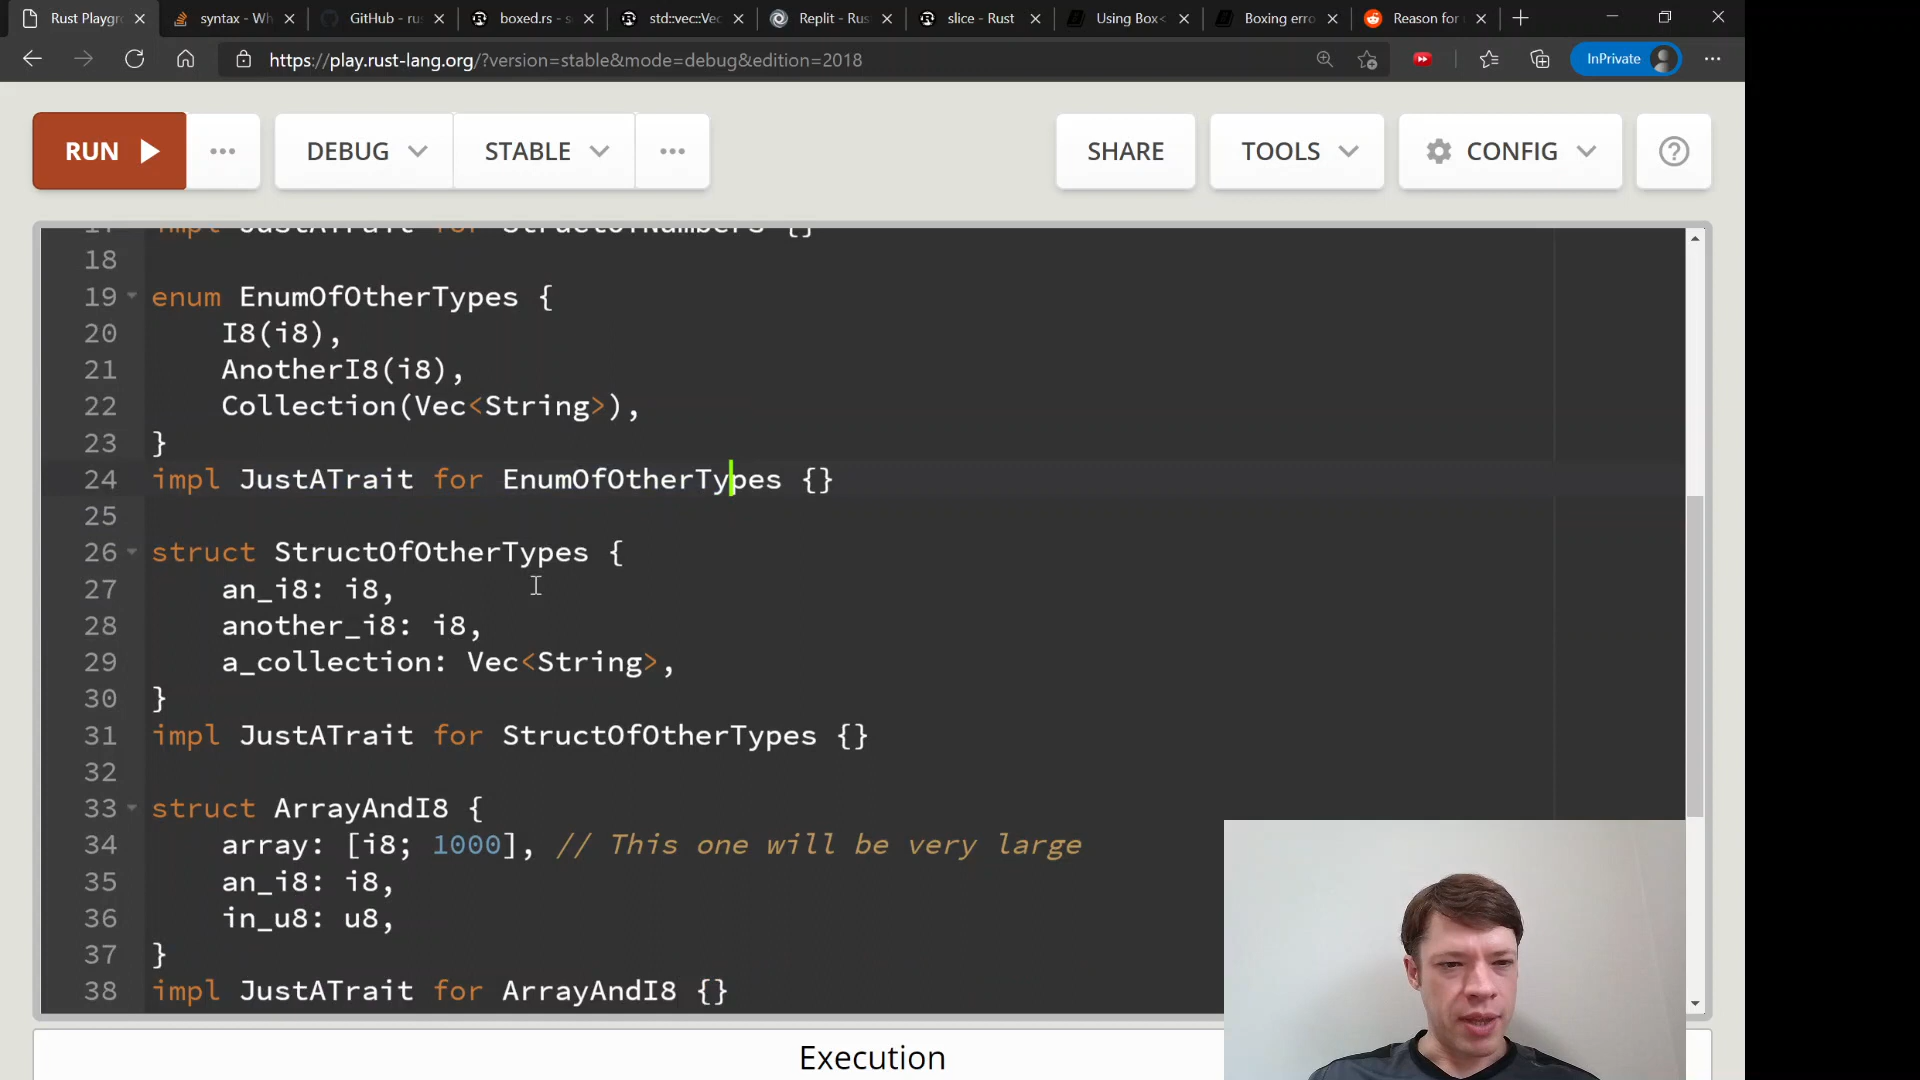 Rust Playgr
syntax - Wh
GitHub - ru
boxed.rs - s
std::vec::Vec
Replit - Rus
slice - Rust
Using Box<
Boxing erro
Reason for
https://play.rust-lang.org/?version=stable&mode=debug&edition=2018
InPrivate
RUN
DEBUG
STABLE
SHARE
TOOLS
CONFIG
17 impl JustATrait for StructOfNumbers {}
18
19 enum EnumOfOtherTypes {
20 I8(i8),
21 AnotherI8(i8),
22 Collection(Vec<String>),
23 }
24 impl JustATrait for EnumOfOtherTypes {}
25
26 struct StructOfOtherTypes {
27 an_i8: i8,
28 another_i8: i8,
29 a_collection: Vec<String>,
30 }
31 impl JustATrait for StructOfOtherTypes {}
32
33 struct ArrayAndI8 {
34 array: [i8; 1000], // This one will be very large
35 an_i8: i8,
36 in_u8: u8,
37 }
38 impl JustATrait for ArrayAndI8 {}
Execution